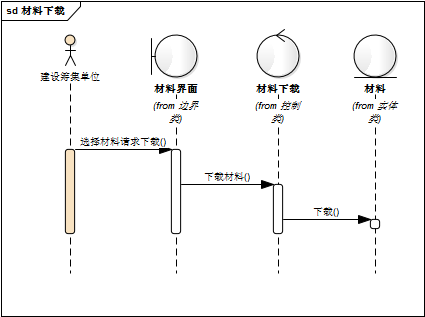 sd 材料下载
建设筹集单位
材料界面
(from 边界
类)
材料下载
(from 控制
类)
材料
(from 实体
类)
选择材料请求下载()
下载材料()
下载()